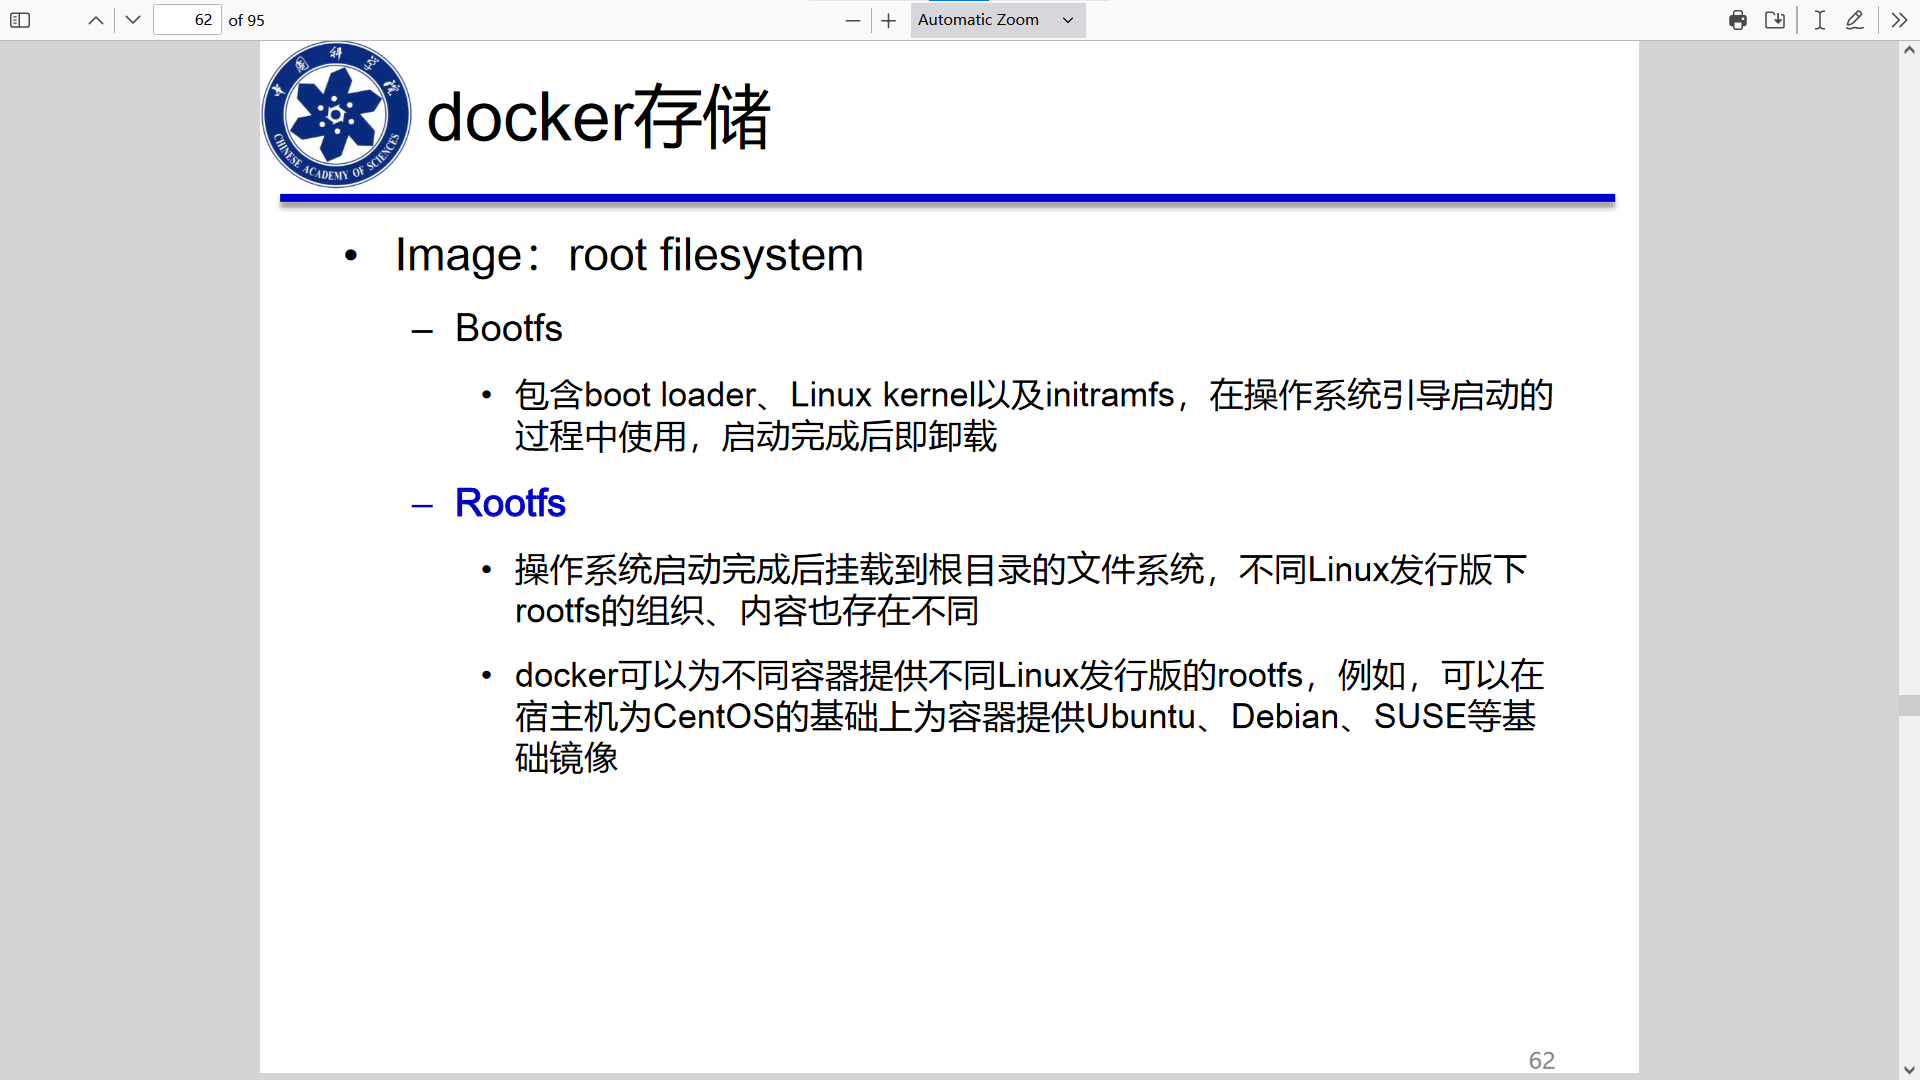 62 of 95 Automatic Zoom
中国科学院
CHINESE ACADEMY OF SCIENCES
docker存储
• Image：root filesystem
– Bootfs
• 包含boot loader、Linux kernel以及initramfs，在操作系统引导启动的
过程中使用，启动完成后即卸载
– Rootfs
• 操作系统启动完成后挂载到根目录的文件系统，不同Linux发行版下
rootfs的组织、内容也存在不同
• docker可以为不同容器提供不同Linux发行版的rootfs，例如，可以在
宿主机为CentOS的基础上为容器提供Ubuntu、Debian、SUSE等基
础镜像
62